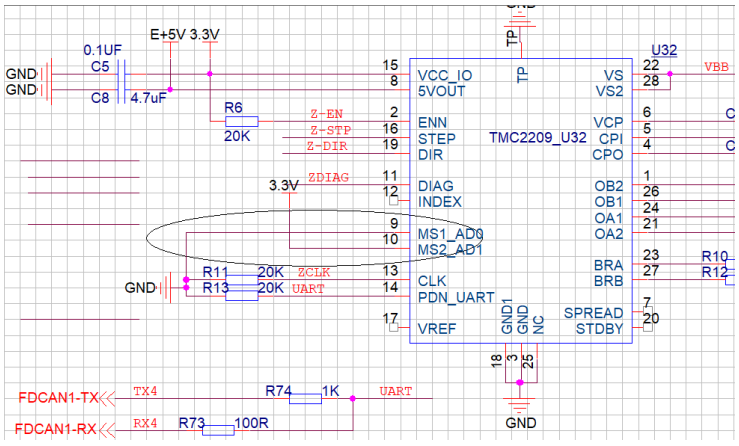 GND
E+5V 3.3V
0.1UF
C5
GND
GND
C8 4.7uF
R6
20K
Z-EN
Z-STP
Z-DIR
ZDIAG
3.3V
GND
R11 20K ZCLK
R13 20K UART
TP
U32
15 VCC_IO TP VS 22 VBB
8 5VOUT VS2 28
2 ENN VCP 6 C
16 STEP TMC2209_U32 CPI 5
19 DIR CPO 4 C
11 DIAG OB2 1
12 INDEX OB1 26
OA1 24
9 MS1_AD0 OA2 21
10 MS2_AD1
BRA 23 R10
13 CLK BRB 27 R12
14 PDN_UART
SPREAD 7
17 VREF STDBY 20
GND1 GND NC
18 3 25
GND
FDCAN1-TX TX4 R74 1K UART
FDCAN1-RX RX4 R73 100R